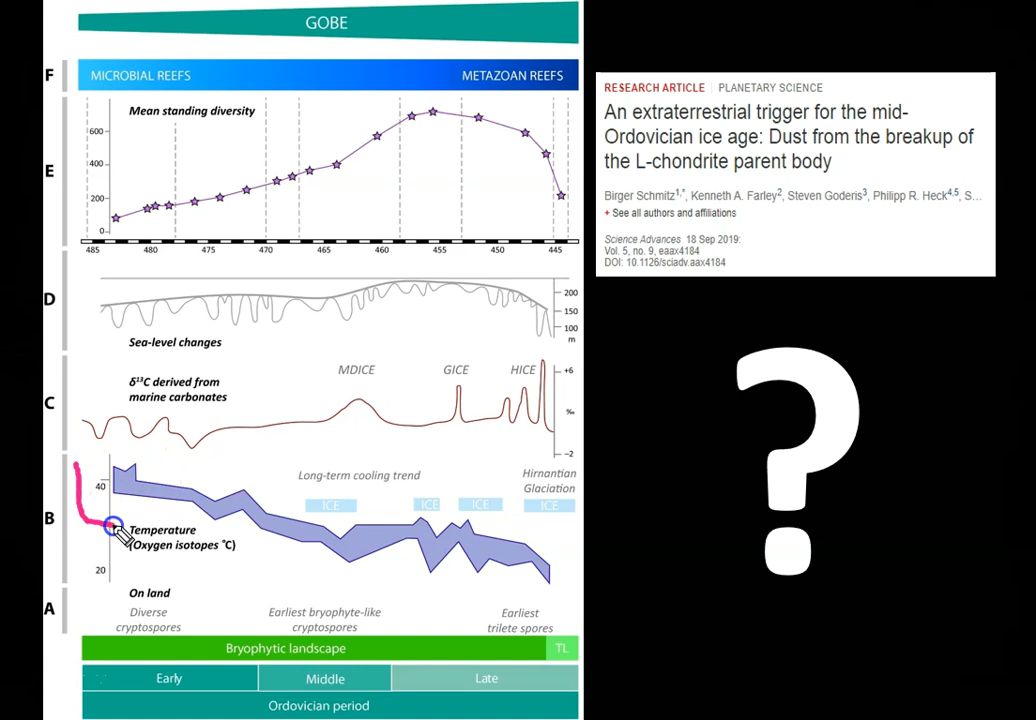 GOBE
F
MICROBIAL REEFS
METAZOAN REEFS
E
Mean standing diversity
600
400
200
0
485
480
475
470
465
460
455
450
445
D
200
150
100
m
Sea-level changes
C
δ¹³C derived from
marine carbonates
MDICE
GICE
HICE
+6
‰
−2
B
40
20
Long-term cooling trend
Hirnantian
Glaciation
ICE
ICE
ICE
ICE
Temperature
(Oxygen isotopes °C)
A
On land
Diverse
cryptospores
Earliest bryophyte-like
cryptospores
Earliest
trilete spores
Bryophytic landscape
TL
Early
Middle
Late
Ordovician period
RESEARCH ARTICLE | PLANETARY SCIENCE
An extraterrestrial trigger for the mid-
Ordovician ice age: Dust from the breakup of
the L-chondrite parent body
Birger Schmitz1,*, Kenneth A. Farley2, Steven Goderis3, Philipp R. Heck4,5, S...
+ See all authors and affiliations
Science Advances 18 Sep 2019:
Vol. 5, no. 9, eaax4184
DOI: 10.1126/sciadv.aax4184
?